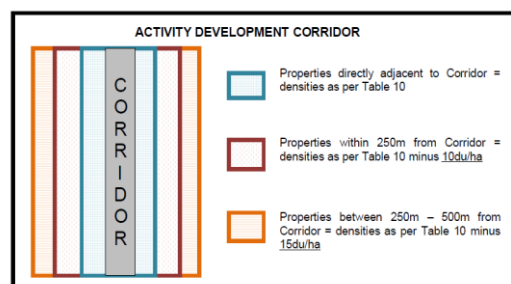 ACTIVITY DEVELOPMENT CORRIDOR
CORRIDOR
Properties directly adjacent to Corridor =
densities as per Table 10
Properties within 250m from Corridor =
densities as per Table 10 minus 10du/ha
Properties between 250m – 500m from
Corridor = densities as per Table 10 minus
15du/ha